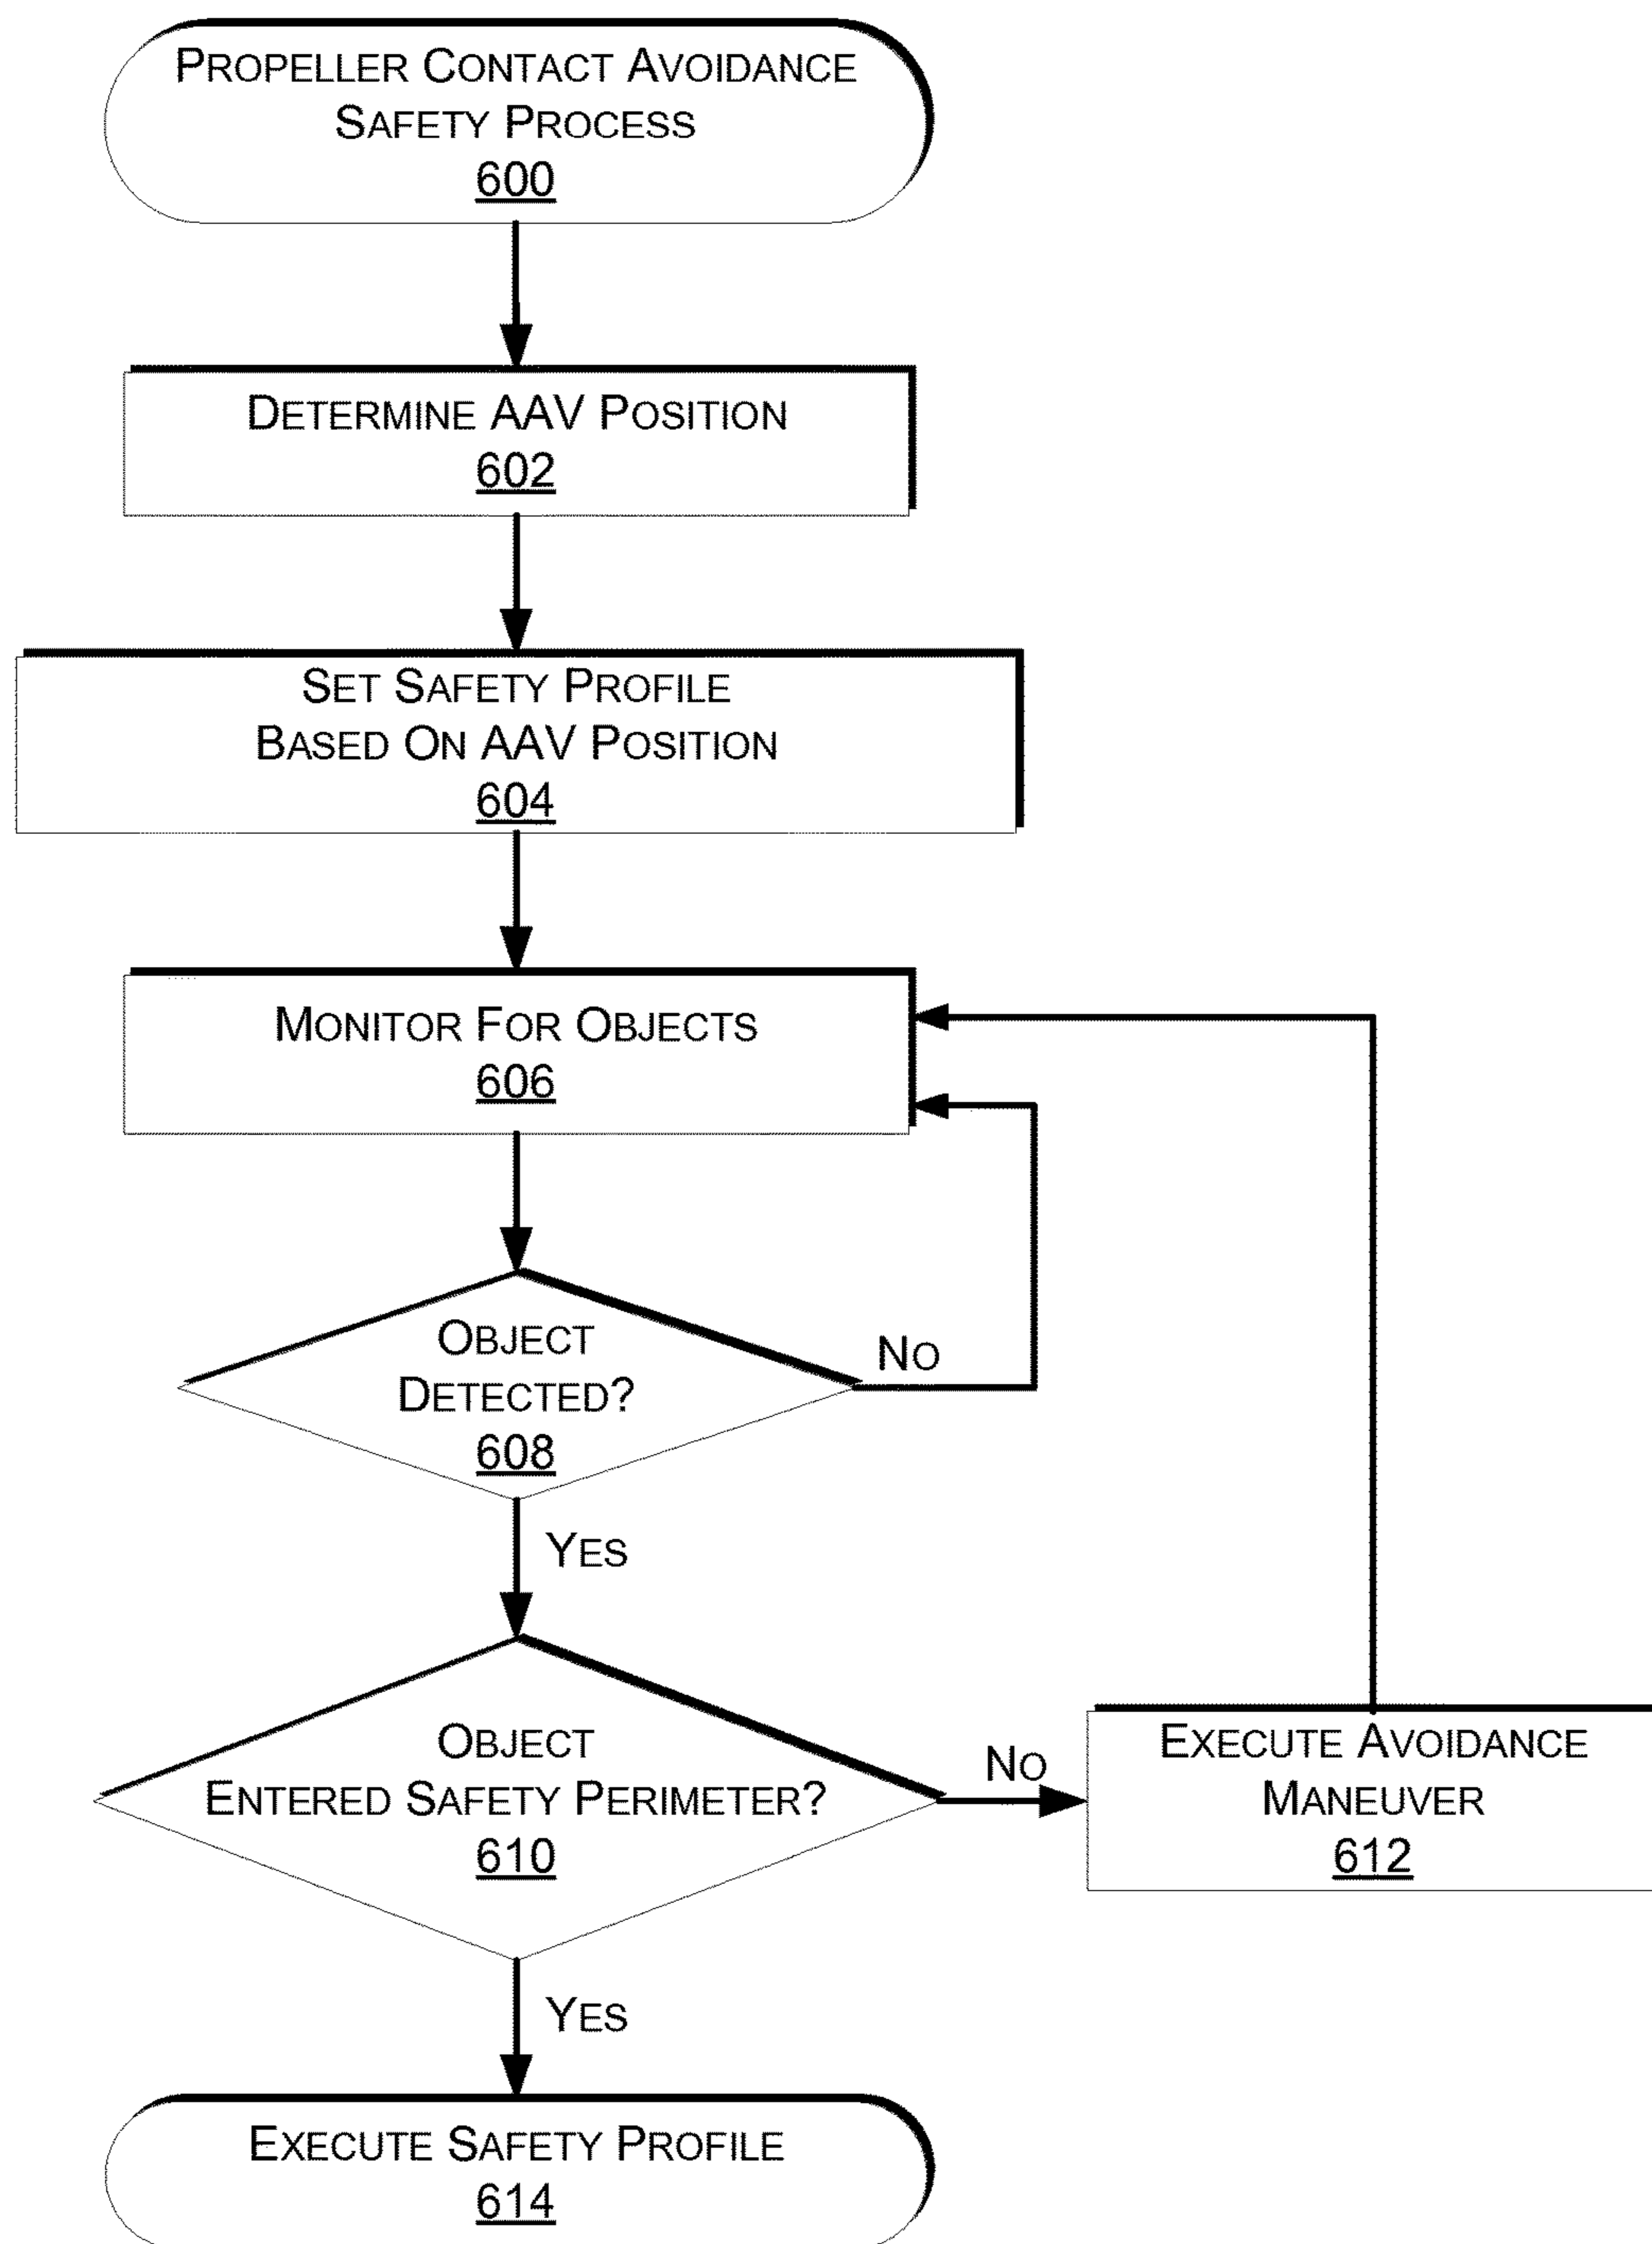 PROPELLER CONTACT AVOIDANCE
SAFETY PROCESS
600
DETERMINE AAV POSITION
602
SET SAFETY PROFILE
BASED ON AAV POSITION
604
MONITOR FOR OBJECTS
606
OBJECT
DETECTED?
608
NO
YES
OBJECT
ENTERED SAFETY PERIMETER?
610
NO
EXECUTE AVOIDANCE
MANEUVER
612
YES
EXECUTE SAFETY PROFILE
614